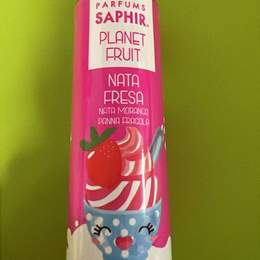 PARFUMS
SAPHIR.
PLANET
FRUIT
NATA
FRESA
NATA MORANGO
PANNA FRAGOLA